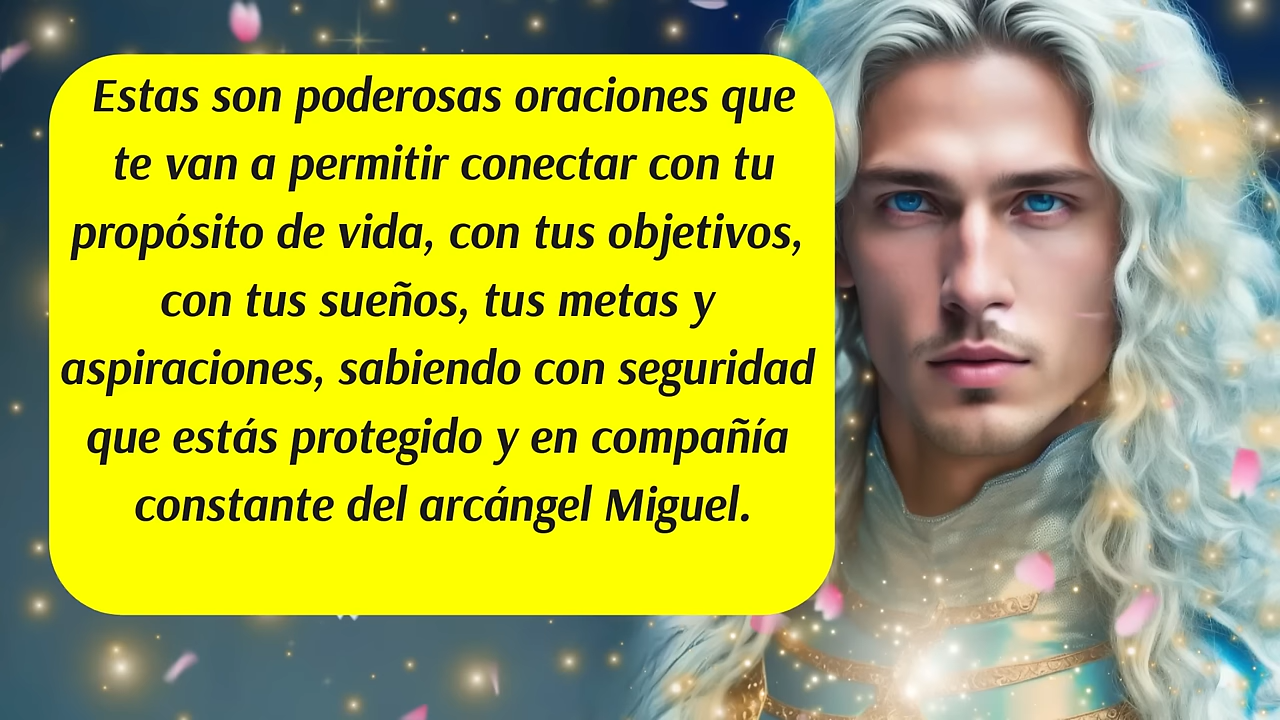 Estas son poderosas oraciones que
te van a permitir conectar con tu
propósito de vida, con tus objetivos,
con tus sueños, tus metas y
aspiraciones, sabiendo con seguridad
que estás protegido y en compañía
constante del arcángel Miguel.